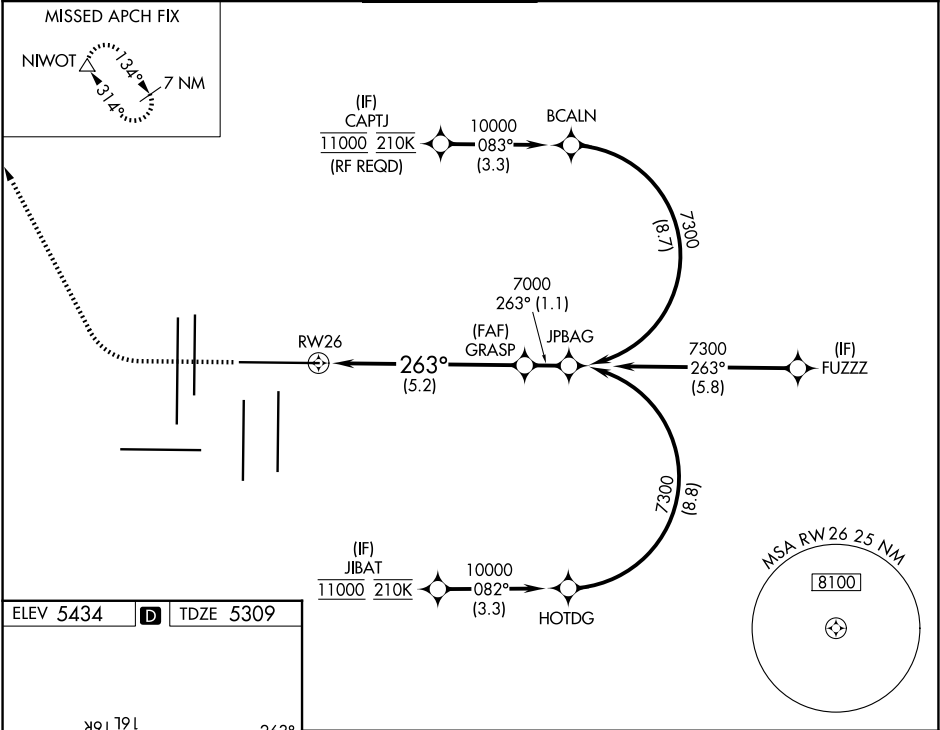 MISSED APCH FIX
NIWOT
134°
7 NM
314°
(IF)
CAPTJ
11000 210K
(RF REQD)
10000
083°
(3.3)
BCALN
7300
(8.7)
7000
263° (1.1)
(FAF)
GRASP
JPBAG
RW26
263°
(5.2)
7300
263°
(5.8)
(IF)
FUZZZ
7300
(8.8)
(IF)
JIBAT
11000 210K
10000
082°
(3.3)
HOTDG
MSA RW26 25 NM
8100
ELEV 5434 D TDZE 5309
16L 16R